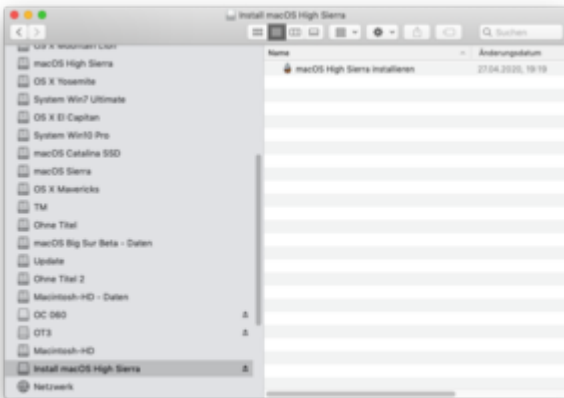 Install macOS High Sierra
Suchen
OS X Mountain Lion
macOS High Sierra
OS X Yosemite
System Win7 Ultimate
OS X El Capitan
System Win10 Pro
macOS Catalina SSD
macOS Sierra
OS X Mavericks
TM
Ohne Titel
macOS Big Sur Beta - Daten
Update
Ohne Titel 2
Macintosh-HD - Daten
OC 060
OT3
Macintosh-HD
Install macOS High Sierra
Netzwerk
Name Änderungsdatum
macOS High Sierra installieren 27.04.2020, 19:19